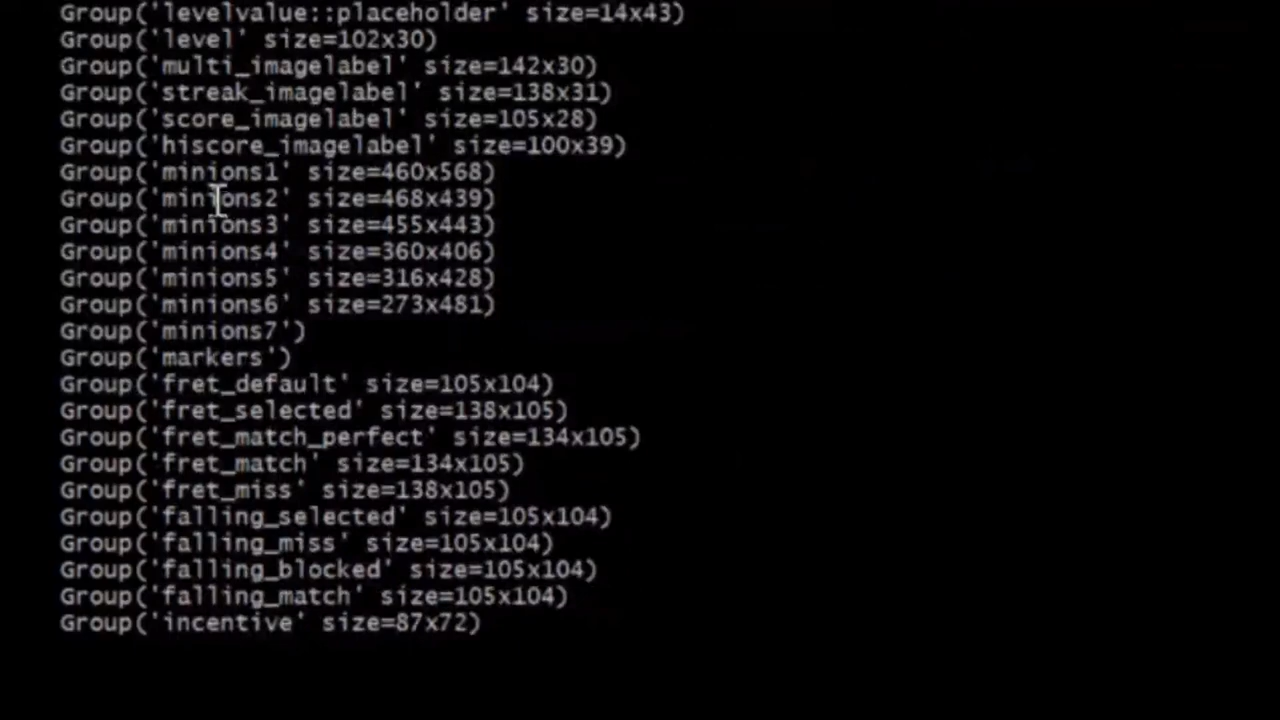 Group('levelvalue::placeholder' size=14x43)
Group('level' size=102x30)
Group('multi_imagelabel' size=142x30)
Group('streak_imagelabel' size=138x31)
Group('score_imagelabel' size=105x28)
Group('hiscore_imagelabel' size=100x39)
Group('minions1' size=460x568)
Group('minions2' size=468x439)
Group('minions3' size=455x443)
Group('minions4' size=360x406)
Group('minions5' size=316x428)
Group('minions6' size=273x481)
Group('minions7')
Group('markers')
Group('fret_default' size=105x104)
Group('fret_selected' size=138x105)
Group('fret_match_perfect' size=134x105)
Group('fret_match' size=134x105)
Group('fret_miss' size=138x105)
Group('falling_selected' size=105x104)
Group('falling_miss' size=105x104)
Group('falling_blocked' size=105x104)
Group('falling_match' size=105x104)
Group('incentive' size=87x72)